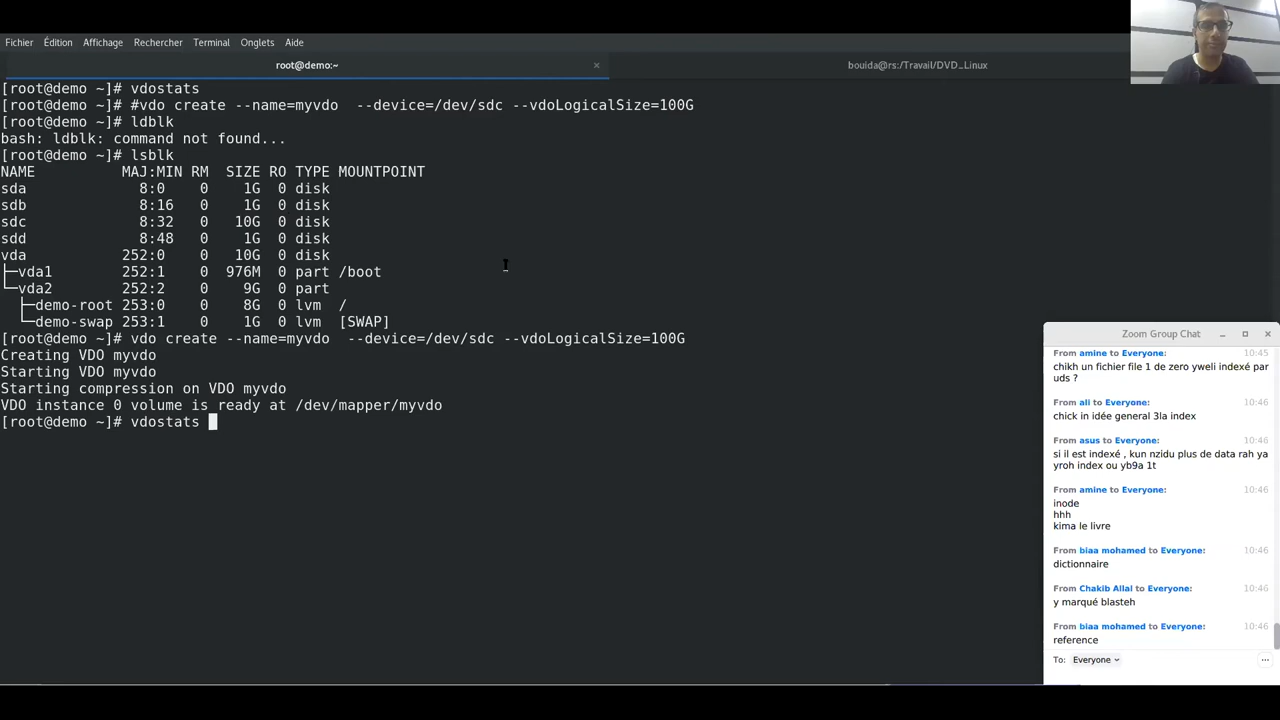 Fichier Édition Affichage Rechercher Terminal Onglets Aide
root@demo:~ ×
bouida@rs:/Travail/DVD_Linux
[root@demo ~]# vdostats
[root@demo ~]# #vdo create --name=myvdo  --device=/dev/sdc --vdoLogicalSize=100G
[root@demo ~]# ldblk
bash: ldblk: command not found...
[root@demo ~]# lsblk
NAME          MAJ:MIN RM  SIZE RO TYPE MOUNTPOINT
sda             8:0    0    1G  0 disk
sdb             8:16   0    1G  0 disk
sdc             8:32   0   10G  0 disk
sdd             8:48   0    1G  0 disk
vda           252:0    0   10G  0 disk
├─vda1        252:1    0  976M  0 part /boot
└─vda2        252:2    0    9G  0 part
  ├─demo-root 253:0    0    8G  0 lvm  /
  └─demo-swap 253:1    0    1G  0 lvm  [SWAP]
[root@demo ~]# vdo create --name=myvdo  --device=/dev/sdc --vdoLogicalSize=100G
Creating VDO myvdo
Starting VDO myvdo
Starting compression on VDO myvdo
VDO instance 0 volume is ready at /dev/mapper/myvdo
[root@demo ~]# vdostats
Zoom Group Chat
From amine to Everyone: 10:45
chikh un fichier file 1 de zero yweli indexé par
uds ?
From ali to Everyone: 10:46
chick in idée general 3la index
From asus to Everyone: 10:46
si il est indexé , kun nzidu plus de data rah ya
yroh index ou yb9a 1t
From amine to Everyone: 10:46
inode
hhh
kima le livre
From biaa mohamed to Everyone: 10:46
dictionnaire
From Chakib Allal to Everyone: 10:46
y marqué blasteh
From biaa mohamed to Everyone: 10:46
reference
To: Everyone